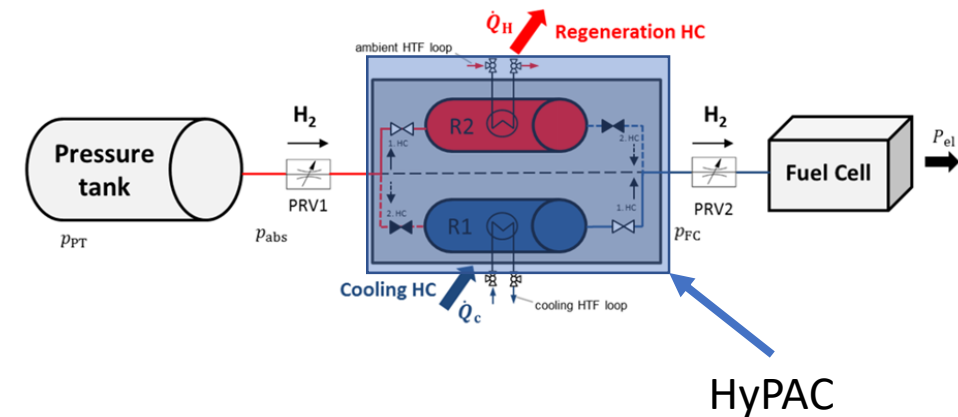 Q̇H
Regeneration HC
ambient HTF loop
H2
R2
H2
Pressure
tank
1. HC
2. HC
Pel
Fuel Cell
PRV1
2. HC
1. HC
PRV2
pPT
pabs
R1
pFC
Cooling HC
Q̇c
cooling HTF loop
HyPAC